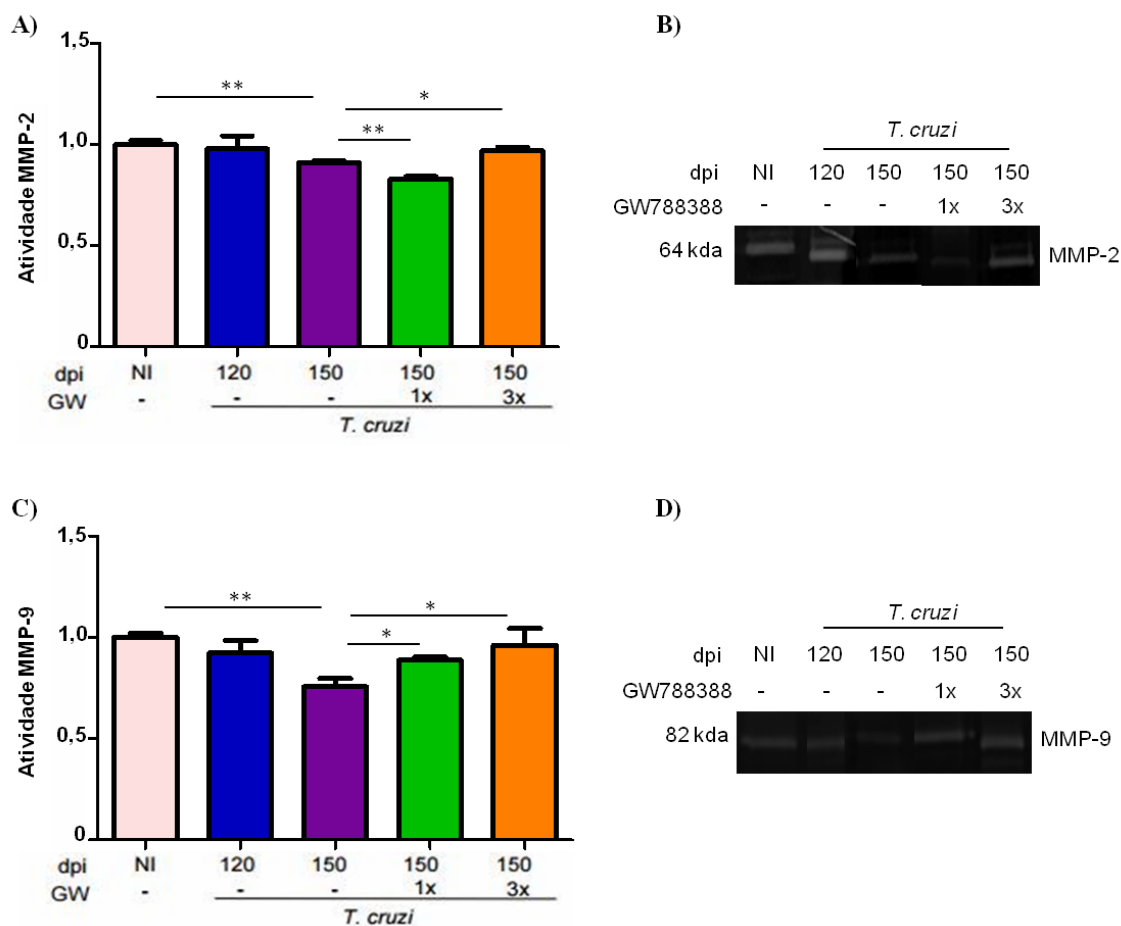 A)
Atividade MMP-2
1,5
1,0
0,5
0
** *
**
dpi NI 120 150 150 150
GW - - - 1x 3x
T. cruzi
B)
T. cruzi
dpi NI 120 150 150 150
GW788388 - - - 1x 3x
64 kda MMP-2
C)
Atividade MMP-9
1,5
1,0
0,5
0
** *
*
dpi NI 120 150 150 150
GW - - - 1x 3x
T. cruzi
D)
T. cruzi
dpi NI 120 150 150 150
GW788388 - - - 1x 3x
82 kda MMP-9